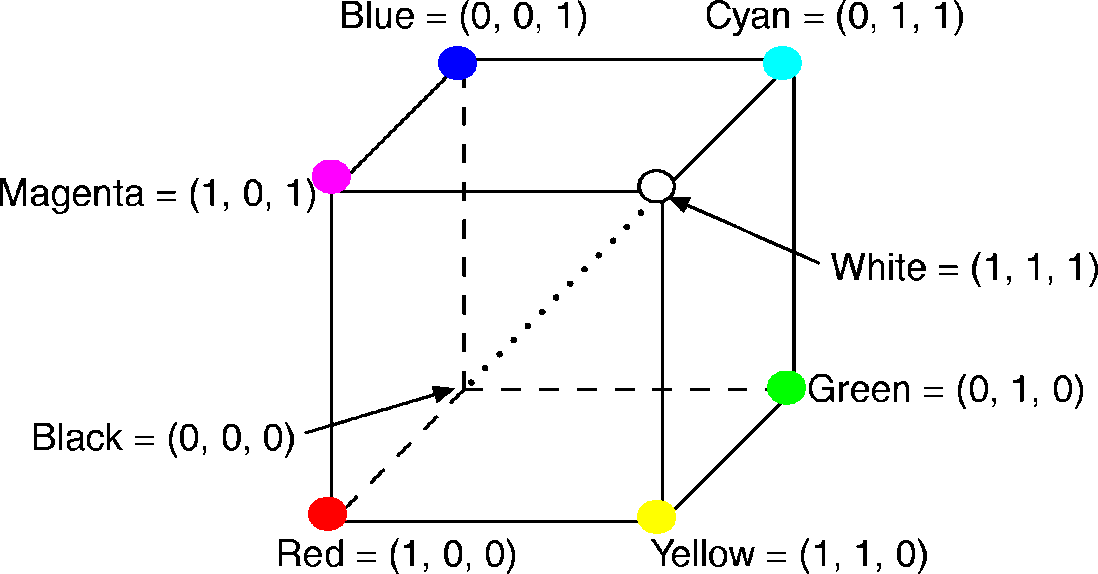 Blue = (0, 0, 1)
Cyan = (0, 1, 1)
Magenta = (1, 0, 1)
White = (1, 1, 1)
Green = (0, 1, 0)
Black = (0, 0, 0)
Red = (1, 0, 0)
Yellow = (1, 1, 0)